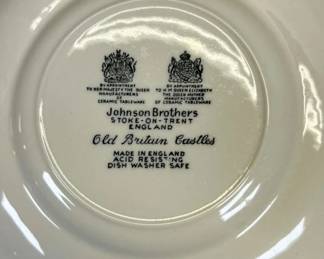 BY APPOINTMENT
TO HER MAJESTY THE QUEEN
MANUFACTURERS
OF
CERAMIC TABLEWARE
BY APPOINTMENT
TO H M QUEEN ELIZABETH
THE QUEEN MOTHER
MANUFACTURERS
OF CERAMIC TABLEWARE
Johnson Brothers
STOKE-ON-TRENT
ENGLAND
Old Britain Castles
MADE IN ENGLAND
ACID RESISTING
DISH WASHER SAFE